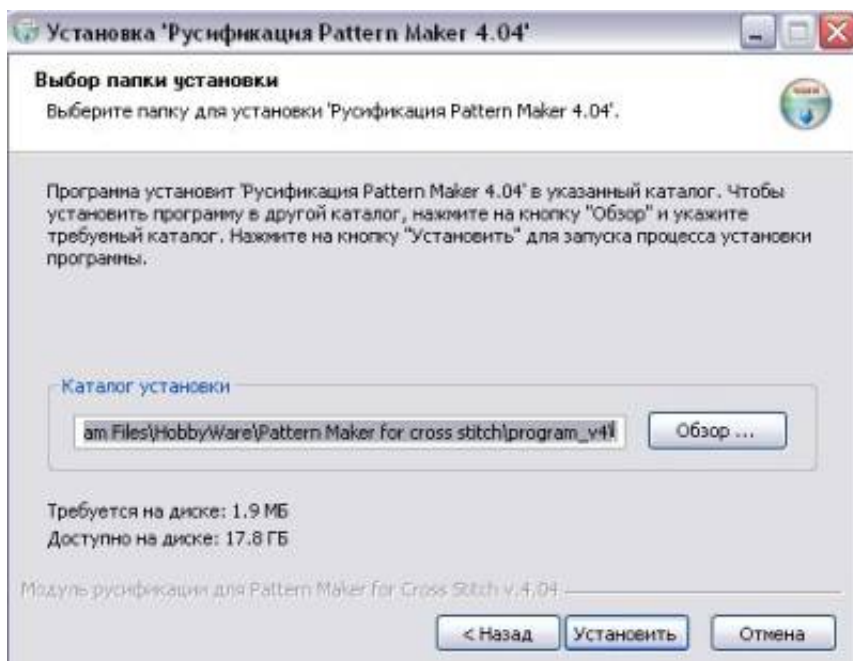 Установка 'Русификация Pattern Maker 4.04'
Выбор папки установки
Выберите папку для установки 'Русификация Pattern Maker 4.04'.
Программа установит 'Русификация Pattern Maker 4.04' в указанный каталог. Чтобы
установить программу в другой каталог, нажмите на кнопку "Обзор" и укажите
требуемый каталог. Нажмите на кнопку "Установить" для запуска процесса установки
программы.
Каталог установки
am Files\HobbyWare\Pattern Maker for cross stitch\program_v4\
Обзор ...
Требуется на диске: 1.9 МБ
Доступно на диске: 17.8 ГБ
Модуль русификации для Pattern Maker for Cross Stitch v.4.04
< Назад
Установить
Отмена